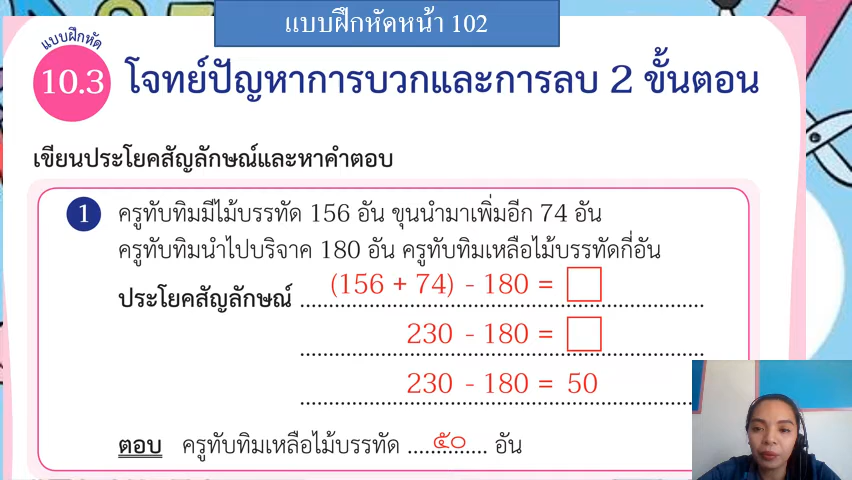 แบบฝึกหัดหน้า 102
แบบฝึกหัด
10.3 โจทย์ปัญหาการบวกและการลบ 2 ขั้นตอน
เขียนประโยคสัญลักษณ์และหาคำตอบ
1 ครูทับทิมมีไม้บรรทัด 156 อัน ขุนนำมาเพิ่มอีก 74 อัน
ครูทับทิมนำไปบริจาค 180 อัน ครูทับทิมเหลือไม้บรรทัดกี่อัน
ประโยคสัญลักษณ์ (156 + 74) - 180 = □
230 - 180 = □
230 - 180 = 50
ตอบ ครูทับทิมเหลือไม้บรรทัด ๕๐ อัน